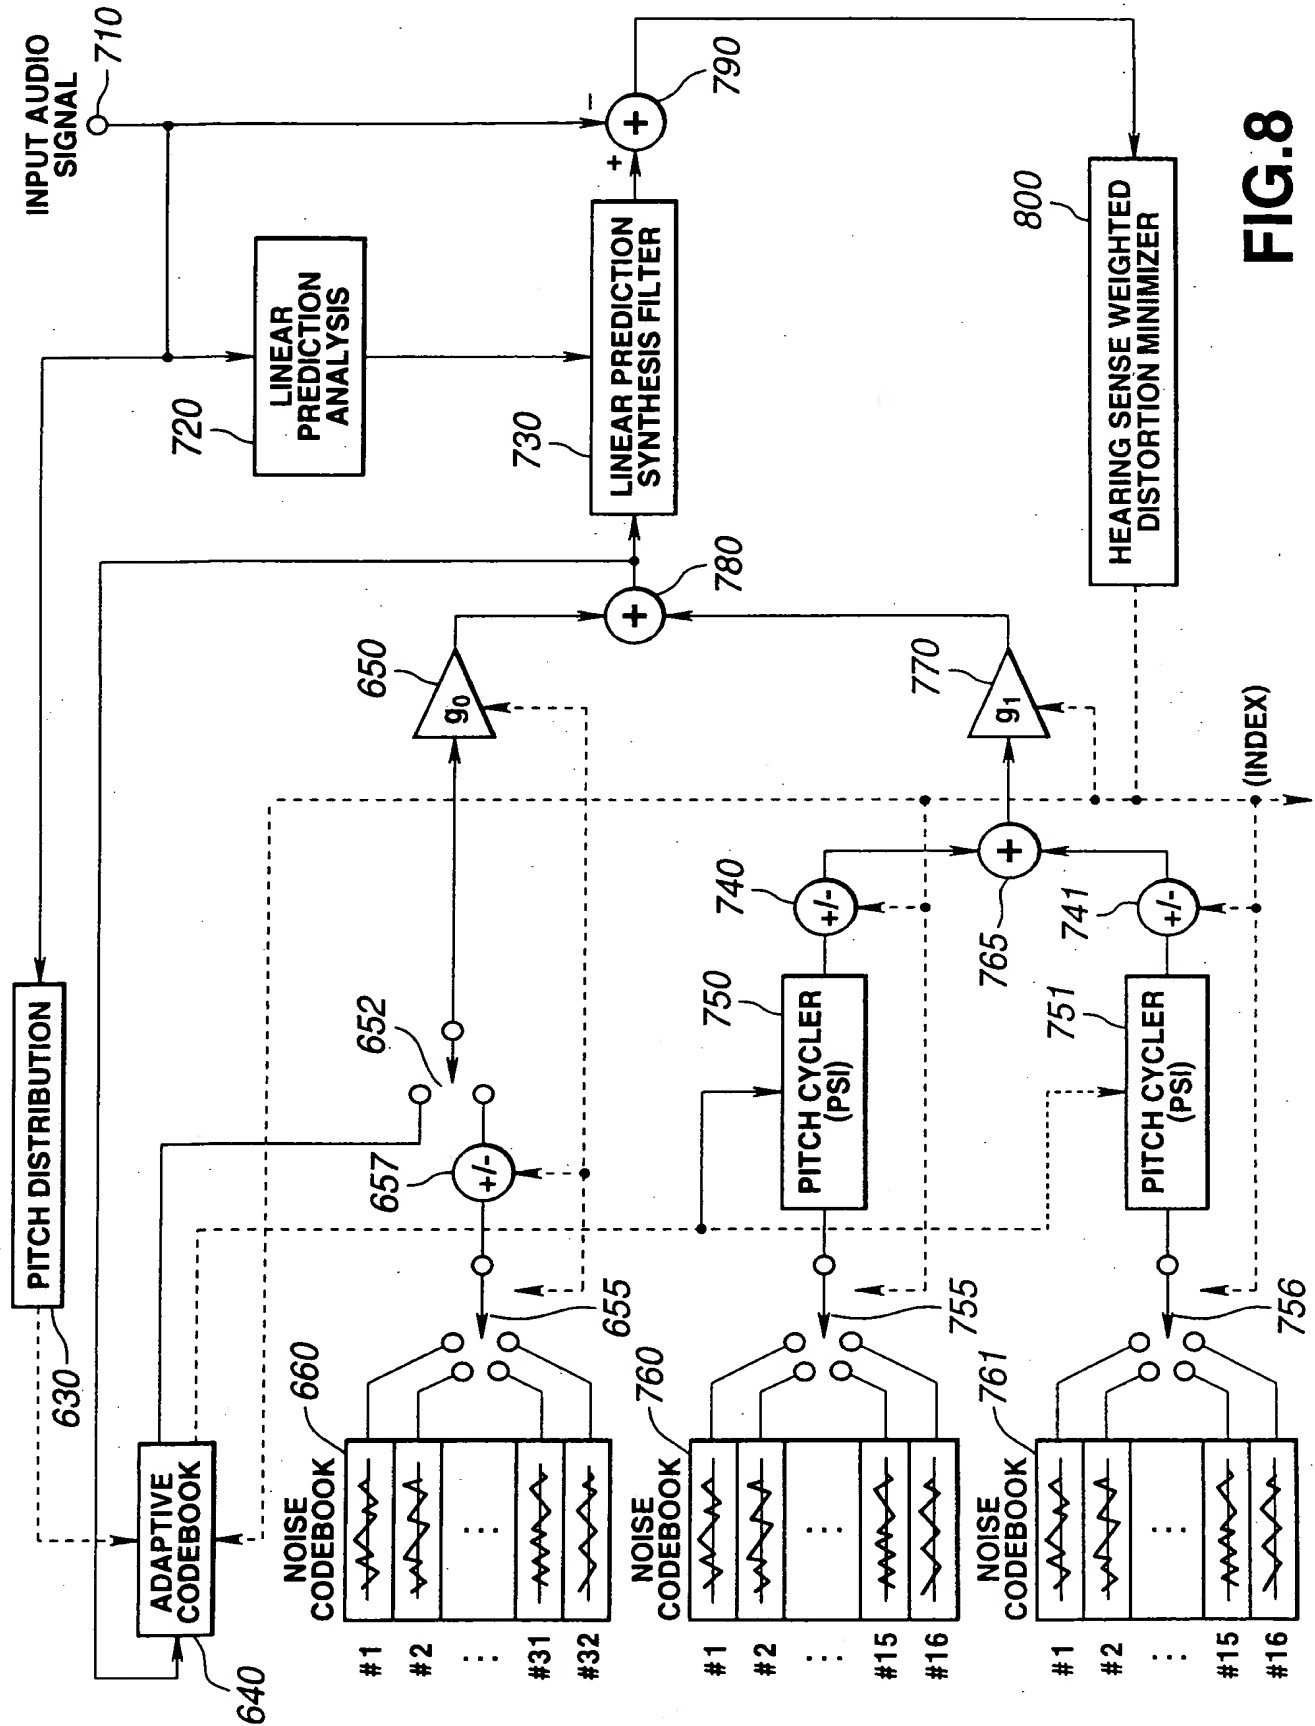 INPUT AUDIO
SIGNAL
710
LINEAR
PREDICTION
ANALYSIS
720
LINEAR PREDICTION
SYNTHESIS FILTER
730
+
-
+
790
HEARING SENSE WEIGHTED
DISTORTION MINIMIZER
800
PITCH DISTRIBUTION
630
ADAPTIVE
CODEBOOK
640
+
780
g0
650
g1
770
652
+/-
657
655
NOISE
CODEBOOK
660
#1
#2
...
...
#31
#32
NOISE
CODEBOOK
760
#1
#2
...
...
#15
#16
755
PITCH CYCLER
(PSI)
750
+/-
740
+
765
NOISE
CODEBOOK
761
#1
#2
...
...
#15
#16
756
PITCH CYCLER
(PSI)
751
+/-
741
(INDEX)
FIG.8